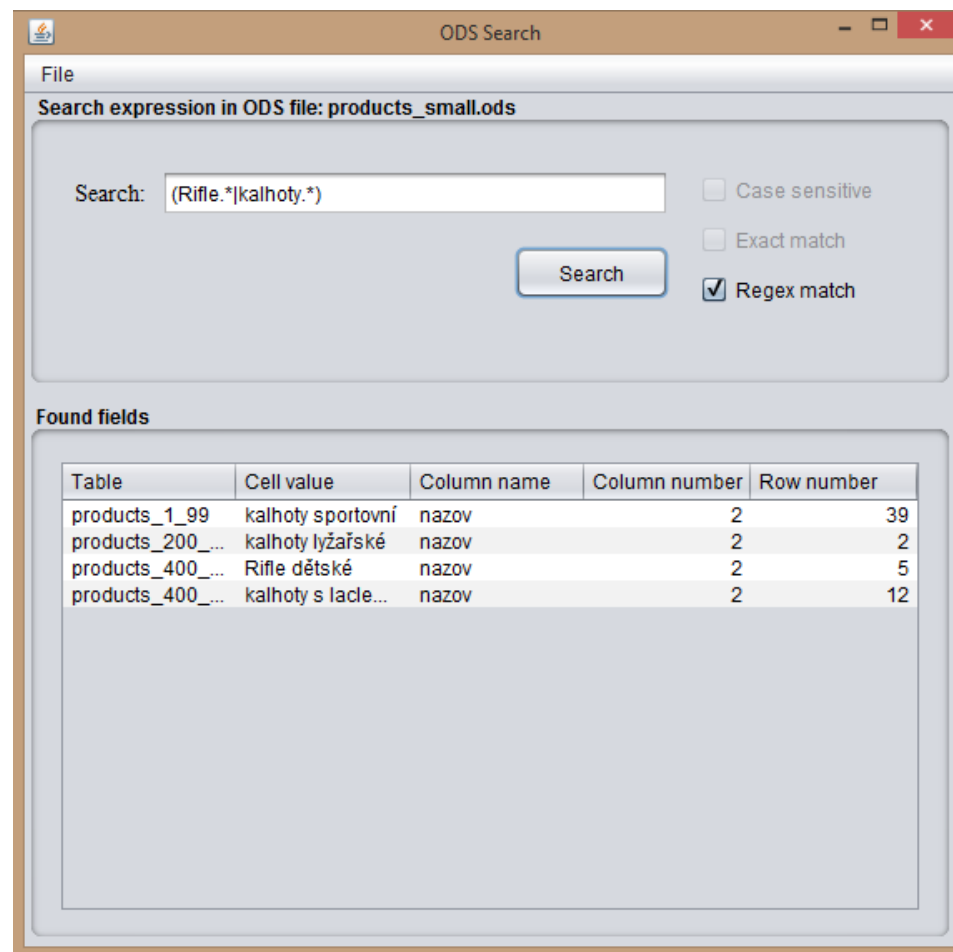 ODS Search
File
Search expression in ODS file: products_small.ods
Search: (Rifle.*|kalhoty.*) Case sensitive
Exact match
Search Regex match
Found fields
Table Cell value Column name Column number Row number
products_1_99 kalhoty sportovní nazov 2 39
products_200_... kalhoty lyžařské nazov 2 2
products_400_... Rifle dětské nazov 2 5
products_400_... kalhoty s lacle... nazov 2 12